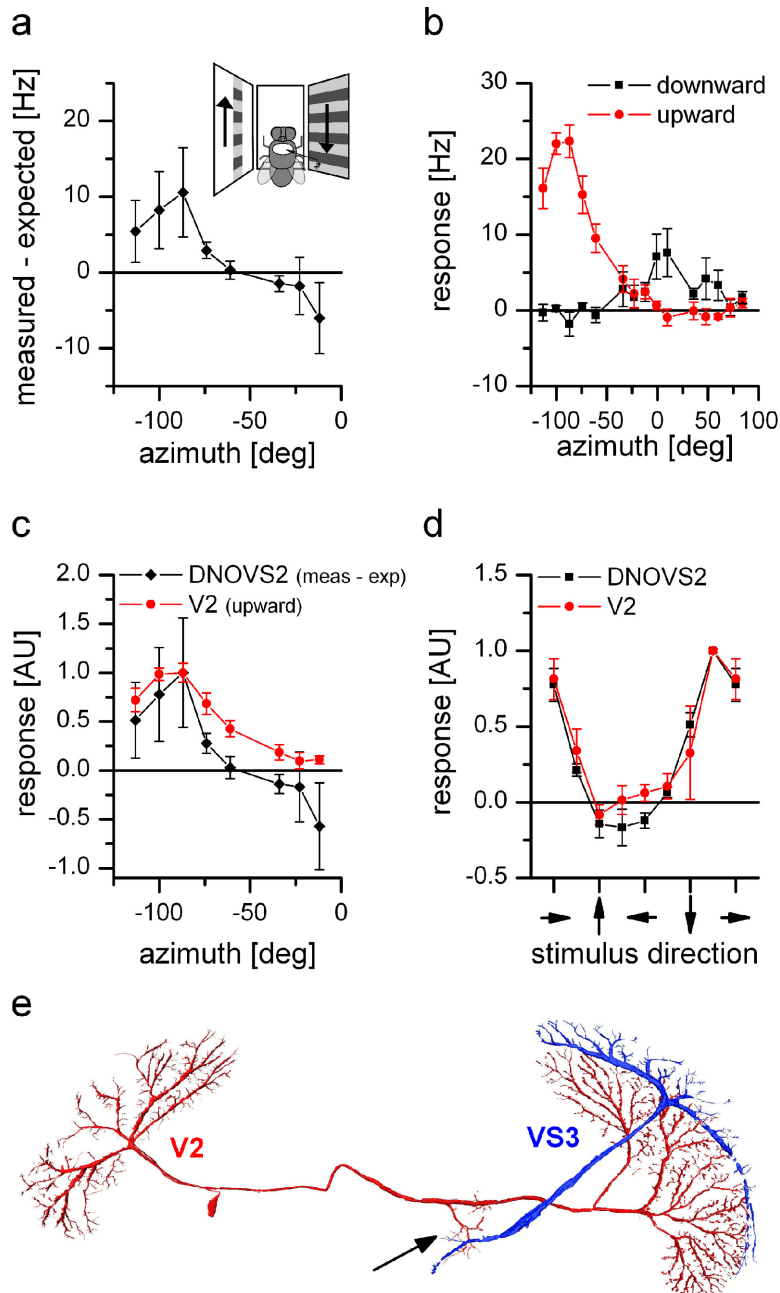 a
measured - expected [Hz]
20
10
0
-10
-100
-50
0
azimuth [deg]
b
response [Hz]
30
20
10
0
-10
downward
upward
-100
-50
0
50
100
azimuth [deg]
c
response [AU]
2.0
1.5
1.0
0.5
0.0
-0.5
-1.0
DNOVS2 (meas - exp)
V2 (upward)
-100
-50
0
azimuth [deg]
d
response [AU]
1.5
1.0
0.5
0.0
-0.5
DNOVS2
V2
stimulus direction
e
V2
VS3